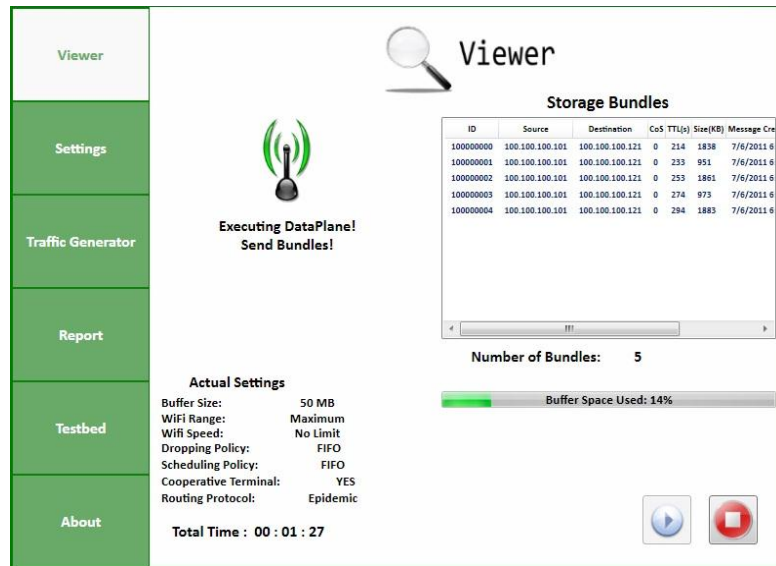 Viewer
Settings
Traffic Generator
Report
Testbed
About
Viewer
Executing DataPlane!
Send Bundles!
Storage Bundles
ID Source Destination CoS TTL(s) Size(KB) Message Cre
100000000 100.100.100.101 100.100.100.121 0 214 1838 7/6/2011 6
100000001 100.100.100.101 100.100.100.121 0 233 951 7/6/2011 6
100000002 100.100.100.101 100.100.100.121 0 253 1861 7/6/2011 6
100000003 100.100.100.101 100.100.100.121 0 274 973 7/6/2011 6
100000004 100.100.100.101 100.100.100.121 0 294 1883 7/6/2011 6
Number of Bundles: 5
Buffer Space Used: 14%
Actual Settings
Buffer Size: 50 MB
WiFi Range: Maximum
Wifi Speed: No Limit
Dropping Policy: FIFO
Scheduling Policy: FIFO
Cooperative Terminal: YES
Routing Protocol: Epidemic
Total Time : 00 : 01 : 27